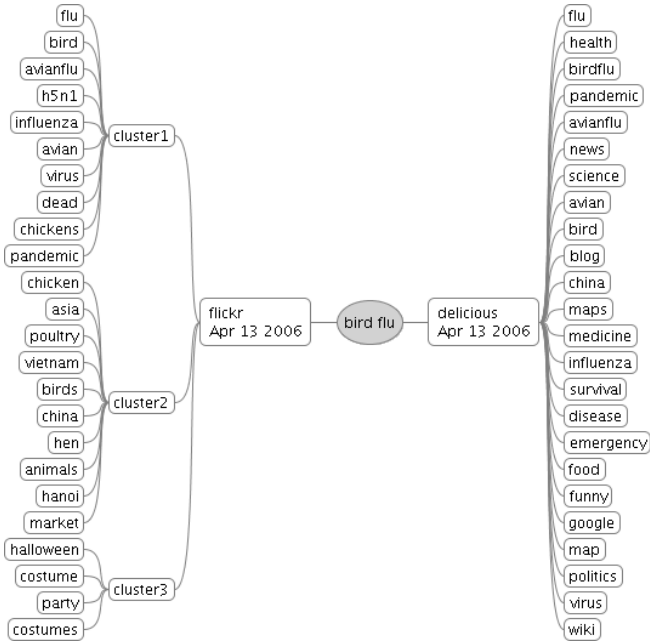 flu
bird
avianflu
h5n1
influenza
avian
virus
dead
chickens
pandemic
cluster1
chicken
asia
poultry
vietnam
birds
china
hen
animals
hanoi
market
cluster2
halloween
costume
party
costumes
cluster3
flickr
Apr 13 2006
bird flu
delicious
Apr 13 2006
flu
health
birdflu
pandemic
avianflu
news
science
avian
bird
blog
china
maps
medicine
influenza
survival
disease
emergency
food
funny
google
map
politics
virus
wiki